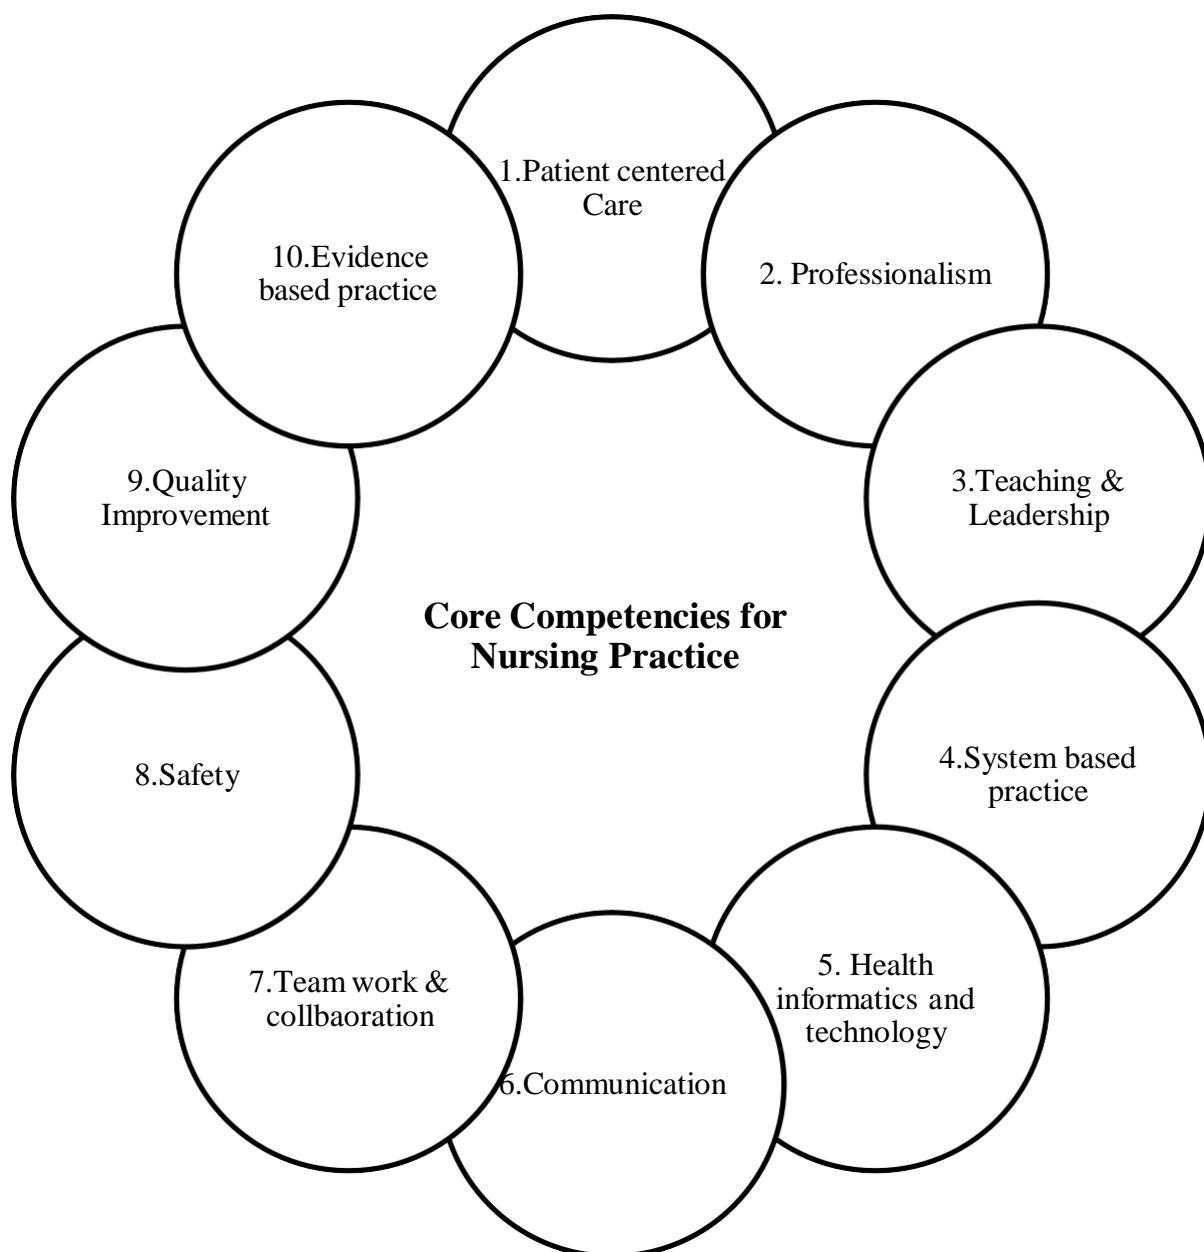 1.Patient centered
Care
2. Professionalism
3.Teaching &
Leadership
4.System based
practice
5. Health
informatics and
technology
6.Communication
7.Team work &
collbaoration
8.Safety
9.Quality
Improvement
10.Evidence
based practice
Core Competencies for
Nursing Practice